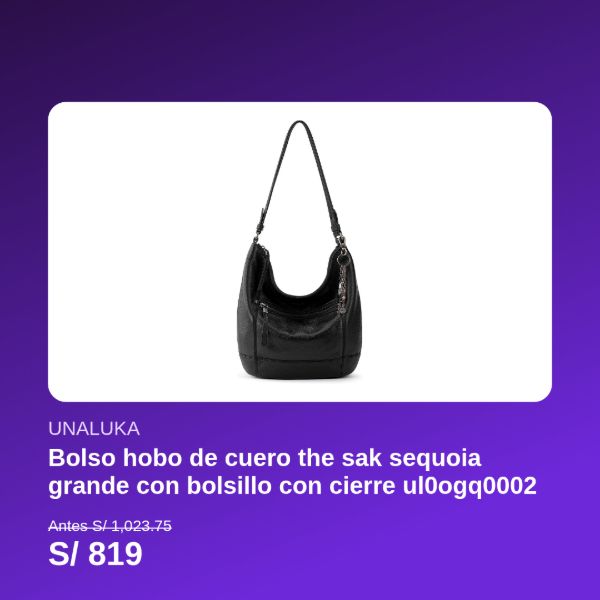 UNALUKA
Bolso hobo de cuero the sak sequoia
grande con bolsillo con cierre ul0ogq0002
Antes S/ 1,023.75
S/ 819